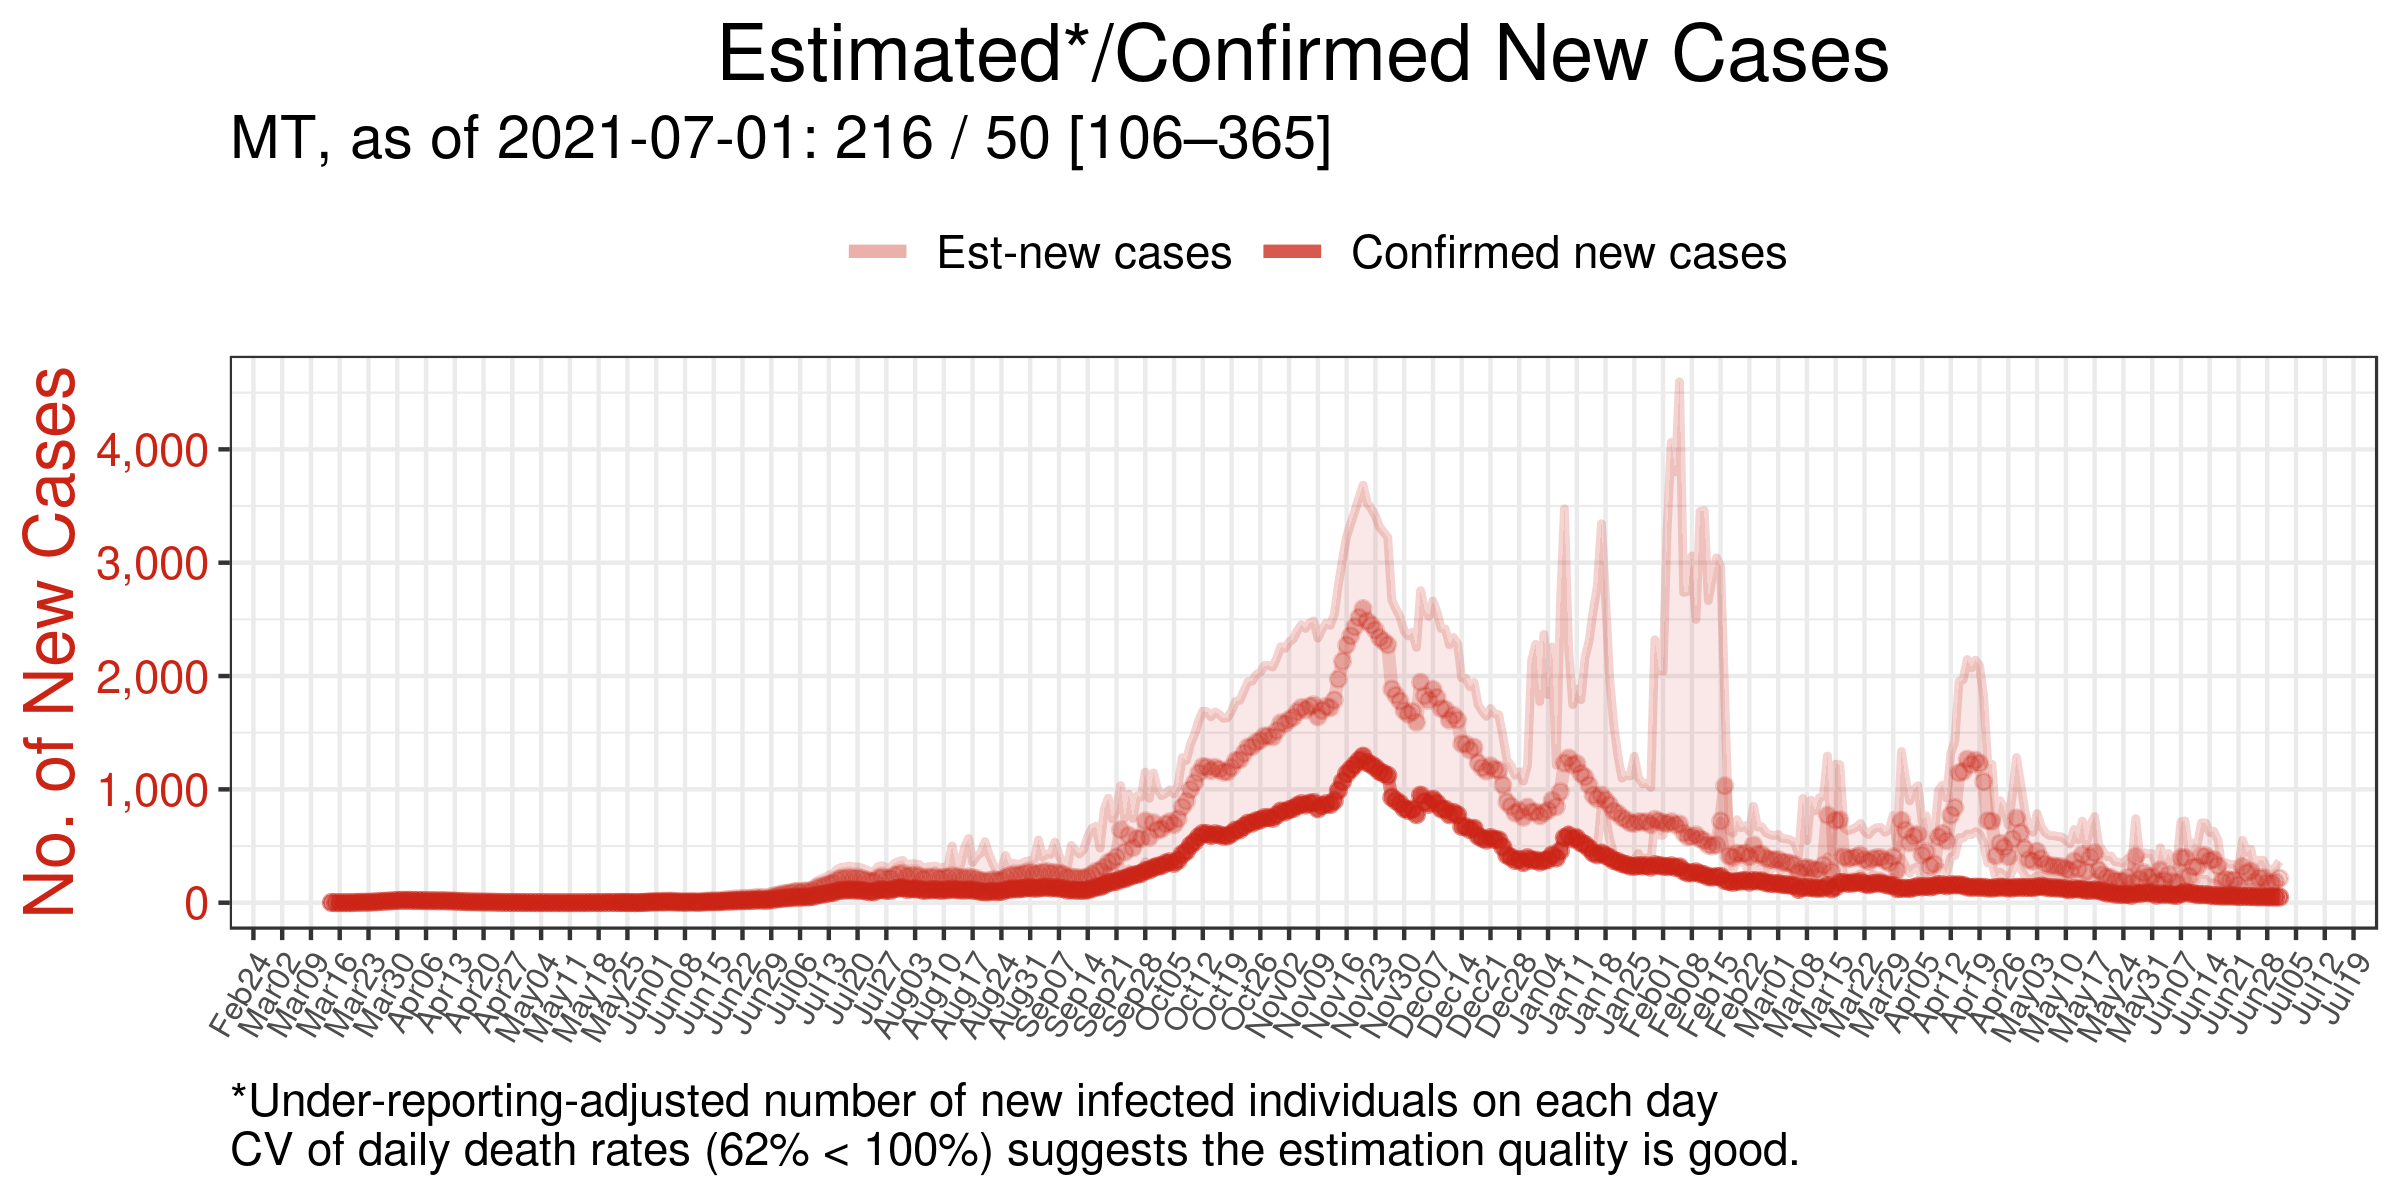 Estimated*/Confirmed New Cases
MT, as of 2021-07-01: 216 / 50 [106–365]
Est-new cases
Confirmed new cases
No. of New Cases
4,000
3,000
2,000
1,000
0
Feb24
Mar02
Mar09
Mar16
Mar23
Mar30
Apr06
Apr13
Apr20
Apr27
May04
May11
May18
May25
Jun01
Jun08
Jun15
Jun22
Jun29
Jul06
Jul13
Jul20
Jul27
Aug03
Aug10
Aug17
Aug24
Aug31
Sep07
Sep14
Sep21
Sep28
Oct05
Oct12
Oct19
Oct26
Nov02
Nov09
Nov16
Nov23
Nov30
Dec07
Dec14
Dec21
Dec28
Jan04
Jan11
Jan18
Jan25
Feb01
Feb08
Feb15
Feb22
Mar01
Mar08
Mar15
Mar22
Mar29
Apr05
Apr12
Apr19
Apr26
May03
May10
May17
May24
May31
Jun07
Jun14
Jun21
Jun28
Jul05
Jul12
Jul19
*Under-reporting-adjusted number of new infected individuals on each day
CV of daily death rates (62% < 100%) suggests the estimation quality is good.